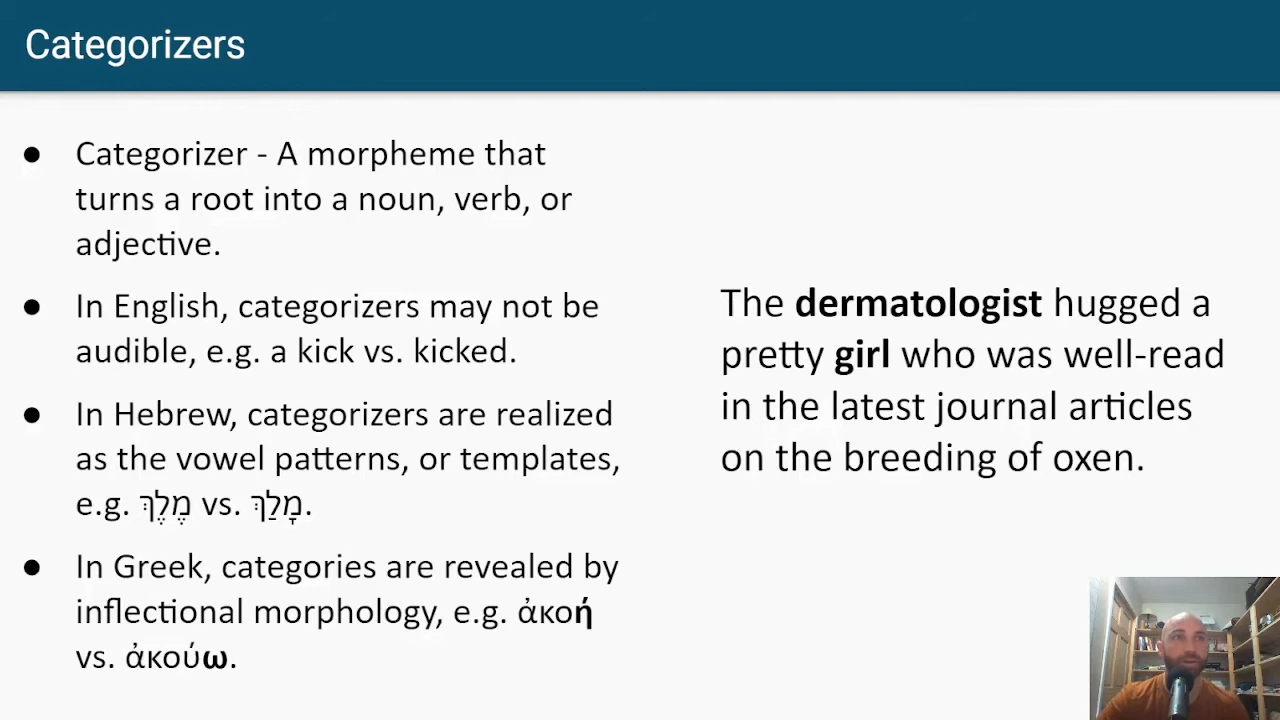 Categorizers
● Categorizer - A morpheme that
turns a root into a noun, verb, or
adjective.
● In English, categorizers may not be
audible, e.g. a kick vs. kicked.
● In Hebrew, categorizers are realized
as the vowel patterns, or templates,
e.g. מֶלֶךְ vs. מָלַךְ.
● In Greek, categories are revealed by
inflectional morphology, e.g. ἀκοή
vs. ἀκούω.
The dermatologist hugged a
pretty girl who was well-read
in the latest journal articles
on the breeding of oxen.